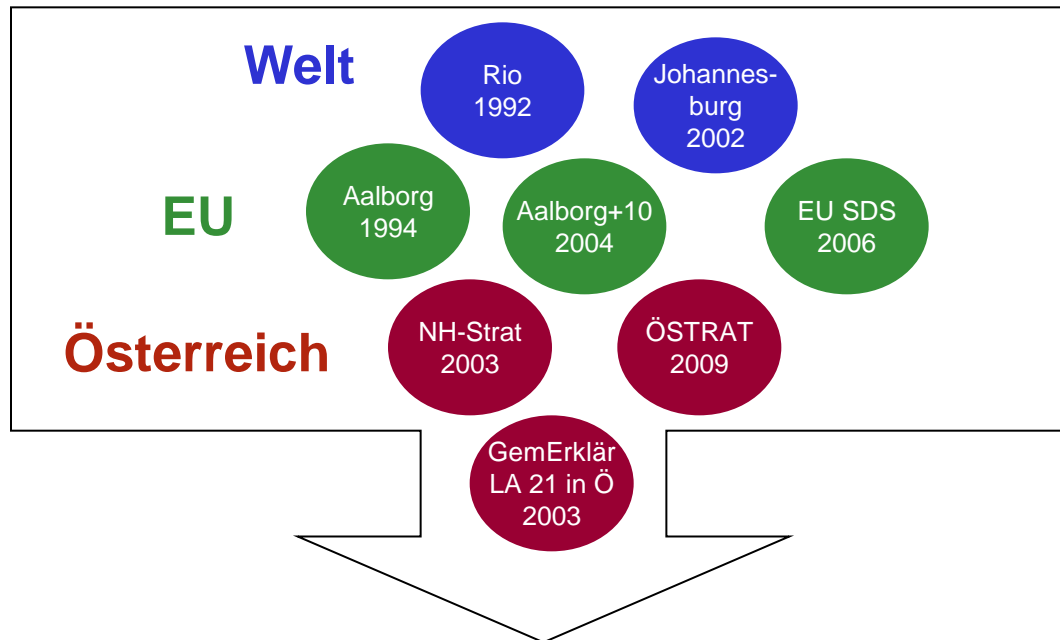 Welt
Rio
1992
Johannes-
burg
2002
EU
Aalborg
1994
Aalborg+10
2004
EU SDS
2006
Österreich
NH-Strat
2003
ÖSTRAT
2009
GemErklär
LA 21 in Ö
2003